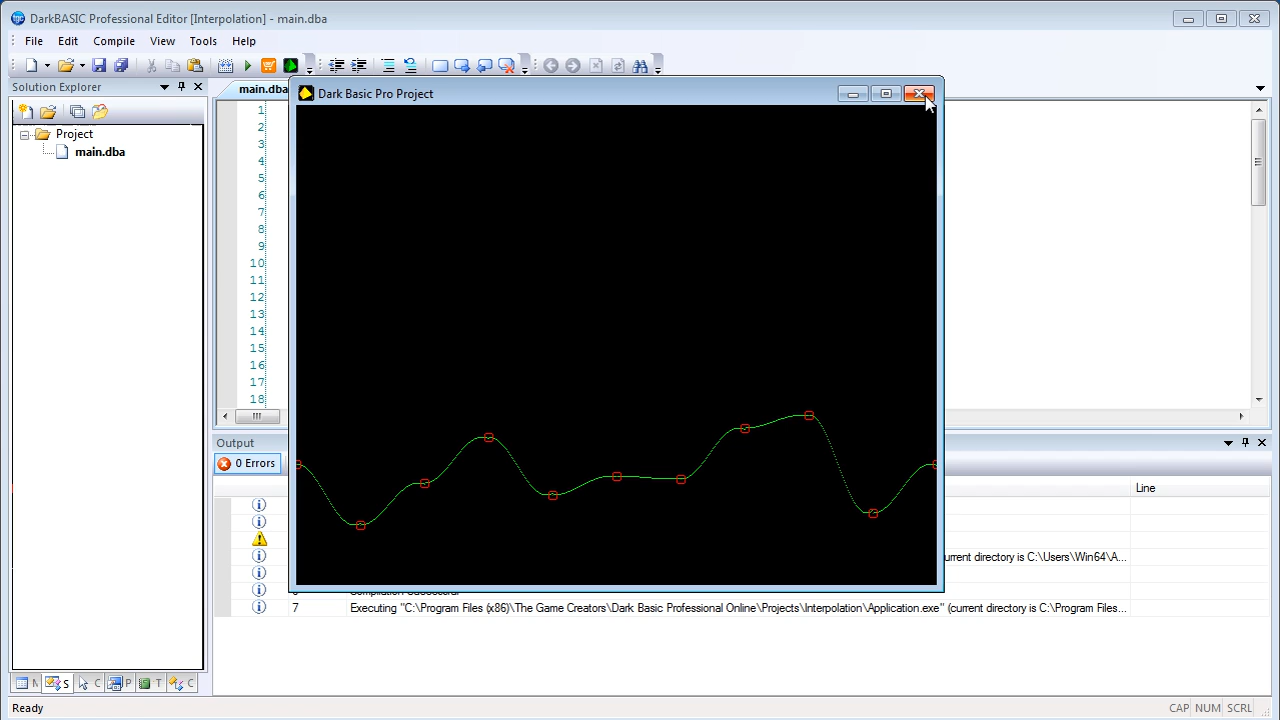 DarkBASIC Professional Editor [Interpolation] - main.dba
File Edit Compile View Tools Help
Solution Explorer
main.dba
Dark Basic Pro Project
Project
main.dba
1
2
3
4
5
6
7
8
9
10
11
12
13
14
15
16
17
18
Output
0 Errors
Line
urrent directory is C:\Users\Win64\A...
7 Executing "C:\Program Files (x86)\The Game Creators\Dark Basic Professional Online\Projects\Interpolation\Application.exe" (current directory is C:\Program Files...
S C P T C
Ready
CAP NUM SCRL